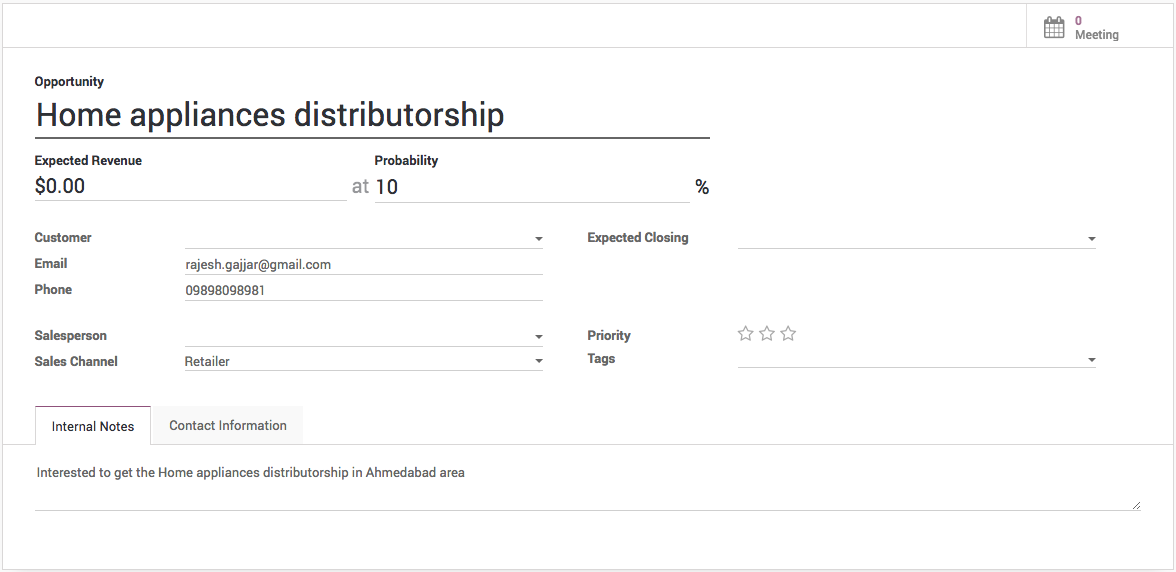 0
Meeting
Opportunity
Home appliances distributorship
Expected Revenue Probability
$0.00 at 10 %
Customer Expected Closing
Email rajesh.gajjar@gmail.com
Phone 09898098981
Salesperson Priority
Sales Channel Retailer Tags
Internal Notes Contact Information
Interested to get the Home appliances distributorship in Ahmedabad area